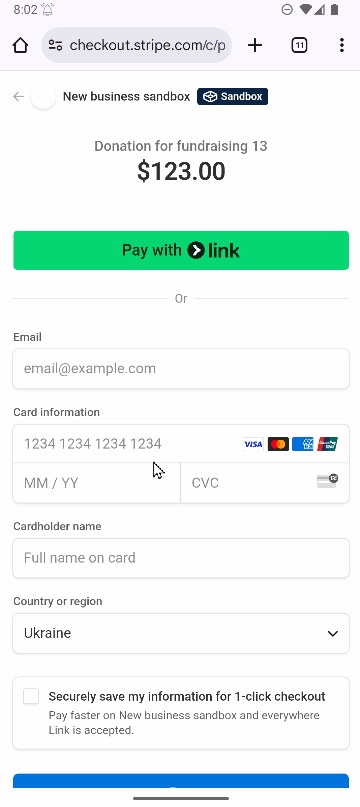 8:02
checkout.stripe.com/c/p
11
New business sandbox Sandbox
Donation for fundraising 13
$123.00
Pay with link
Or
Email
email@example.com
Card information
1234 1234 1234 1234 VISA
MM / YY CVC
Cardholder name
Full name on card
Country or region
Ukraine
Securely save my information for 1-click checkout
Pay faster on New business sandbox and everywhere
Link is accepted.